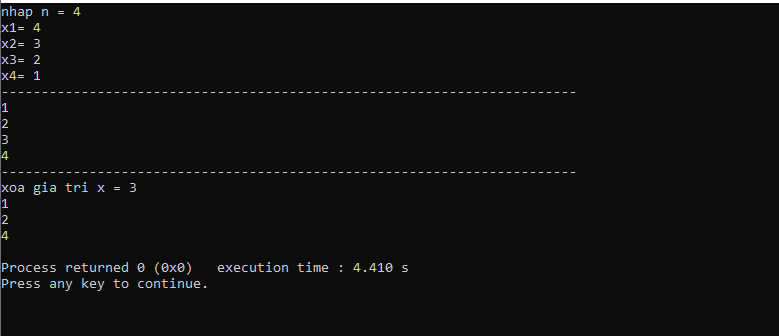 nhap n = 4
x1= 4
x2= 3
x3= 2
x4= 1
------------------------------------------------------------------------
1
2
3
4
------------------------------------------------------------------------
xoa gia tri x = 3
1
2
4
Process returned 0 (0x0)   execution time : 4.410 s
Press any key to continue.